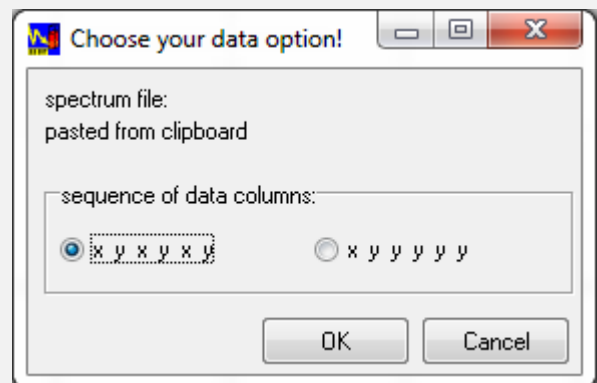 Choose your data option!
spectrum file:
pasted from clipboard
sequence of data columns:
x y x y x y
x y y y y y
OK
Cancel